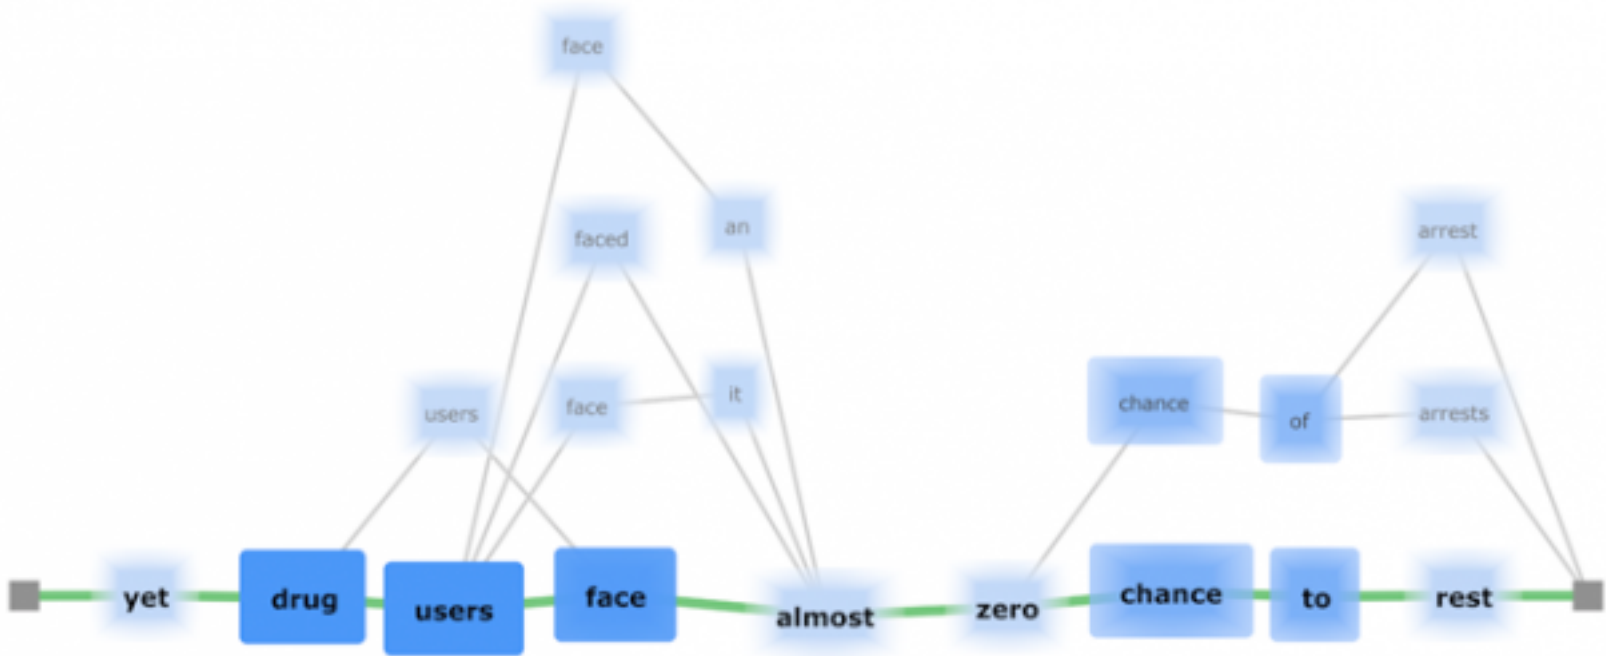 face
faced an
users face it chance of arrest
arrests
yet drug users face almost zero chance to rest